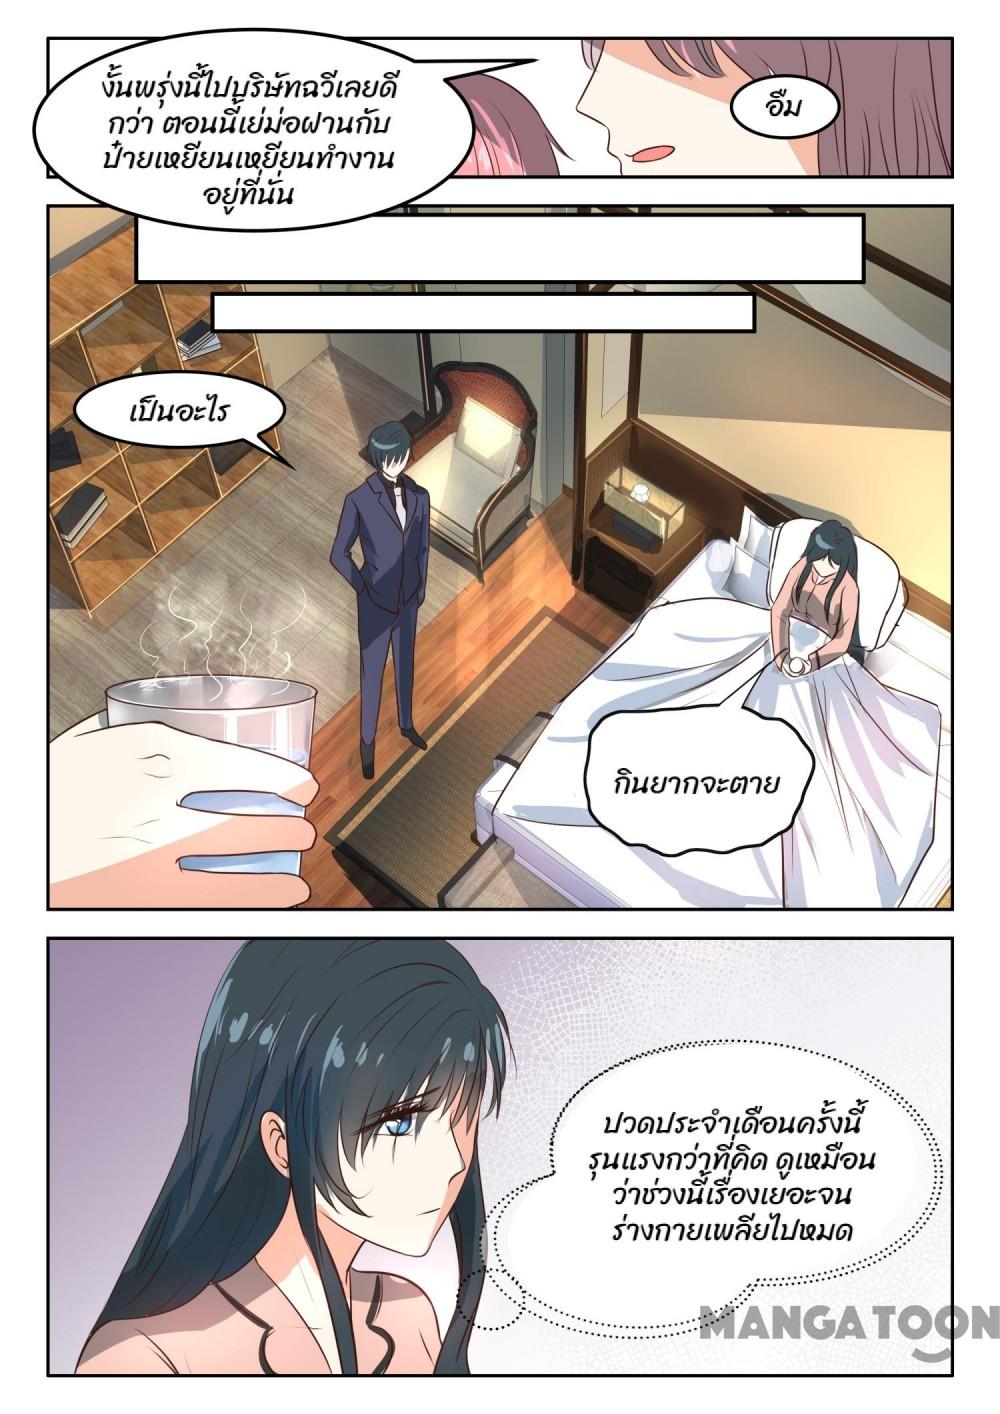 งั้นพรุ่งนี้ไปบริษัทฉวีเลยดี
กว่า ตอนนี้เย่ม่อฝานกับ
ป๋ายเหยียนเหยียนทำงาน
อยู่ที่นั่น
อืม
เป็นอะไร
กินยากจะตาย
ปวดประจำเดือนครั้งนี้
รุนแรงกว่าที่คิด ดูเหมือน
ว่าช่วงนี้เรื่องเยอะจน
ร่างกายเพลียไปหมด
MANGATOON